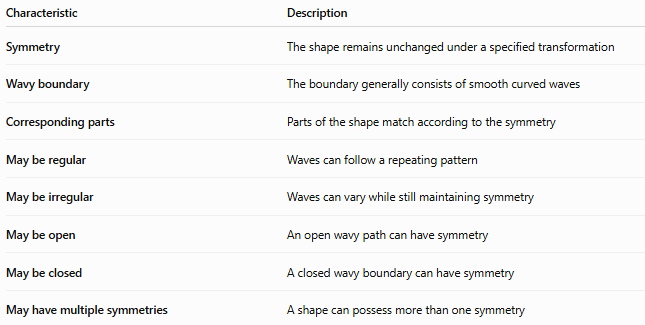 Characteristic Description
Symmetry The shape remains unchanged under a specified transformation
Wavy boundary The boundary generally consists of smooth curved waves
Corresponding parts Parts of the shape match according to the symmetry
May be regular Waves can follow a repeating pattern
May be irregular Waves can vary while still maintaining symmetry
May be open An open wavy path can have symmetry
May be closed A closed wavy boundary can have symmetry
May have multiple symmetries A shape can possess more than one symmetry